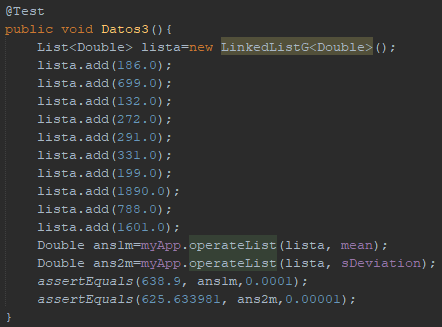 @Test
public void Datos3(){
List<Double> lista=new LinkedListG<Double>();
lista.add(186.0);
lista.add(699.0);
lista.add(132.0);
lista.add(272.0);
lista.add(291.0);
lista.add(331.0);
lista.add(199.0);
lista.add(1890.0);
lista.add(788.0);
lista.add(1601.0);
Double ans1m=myApp.operateList(lista, mean);
Double ans2m=myApp.operateList(lista, sDeviation);
assertEquals(638.9, ans1m,0.0001);
assertEquals(625.633981, ans2m,0.00001);
}